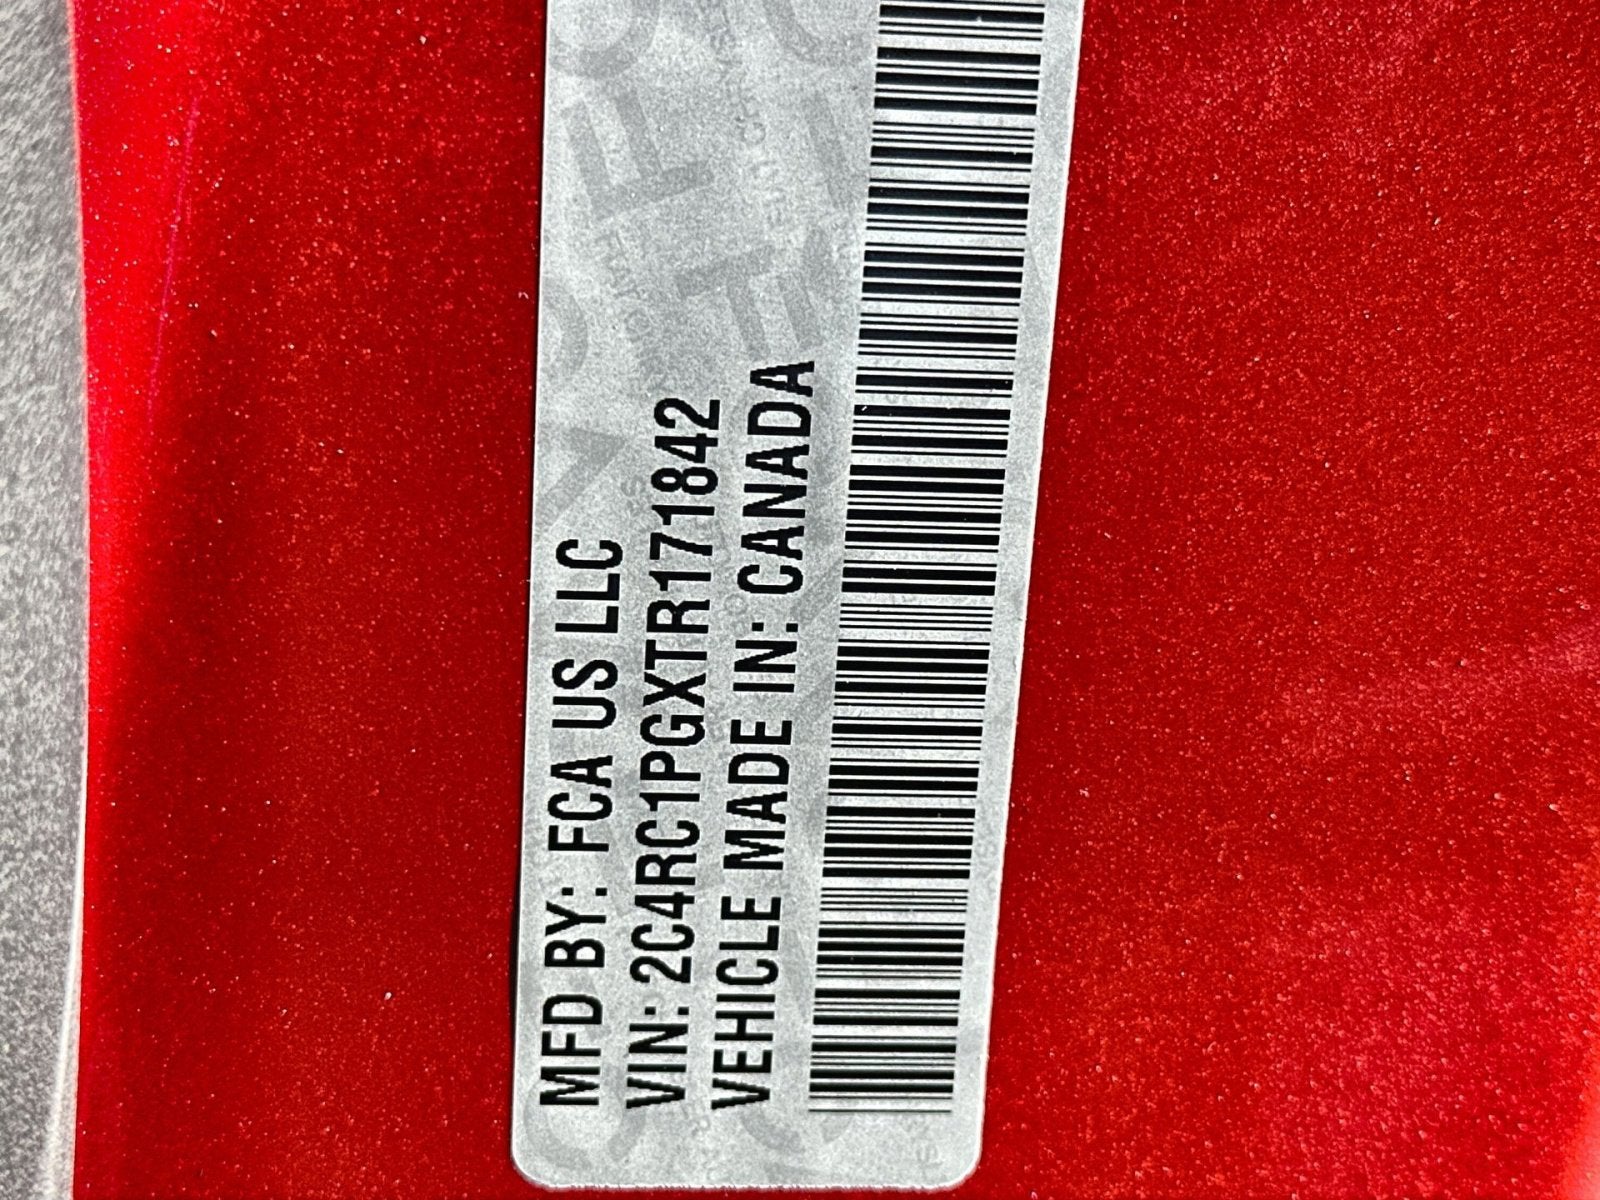 MFD BY: FCA US LLC
VIN: 2C4RC1PGXTR171842
VEHICLE MADE IN: CANADA